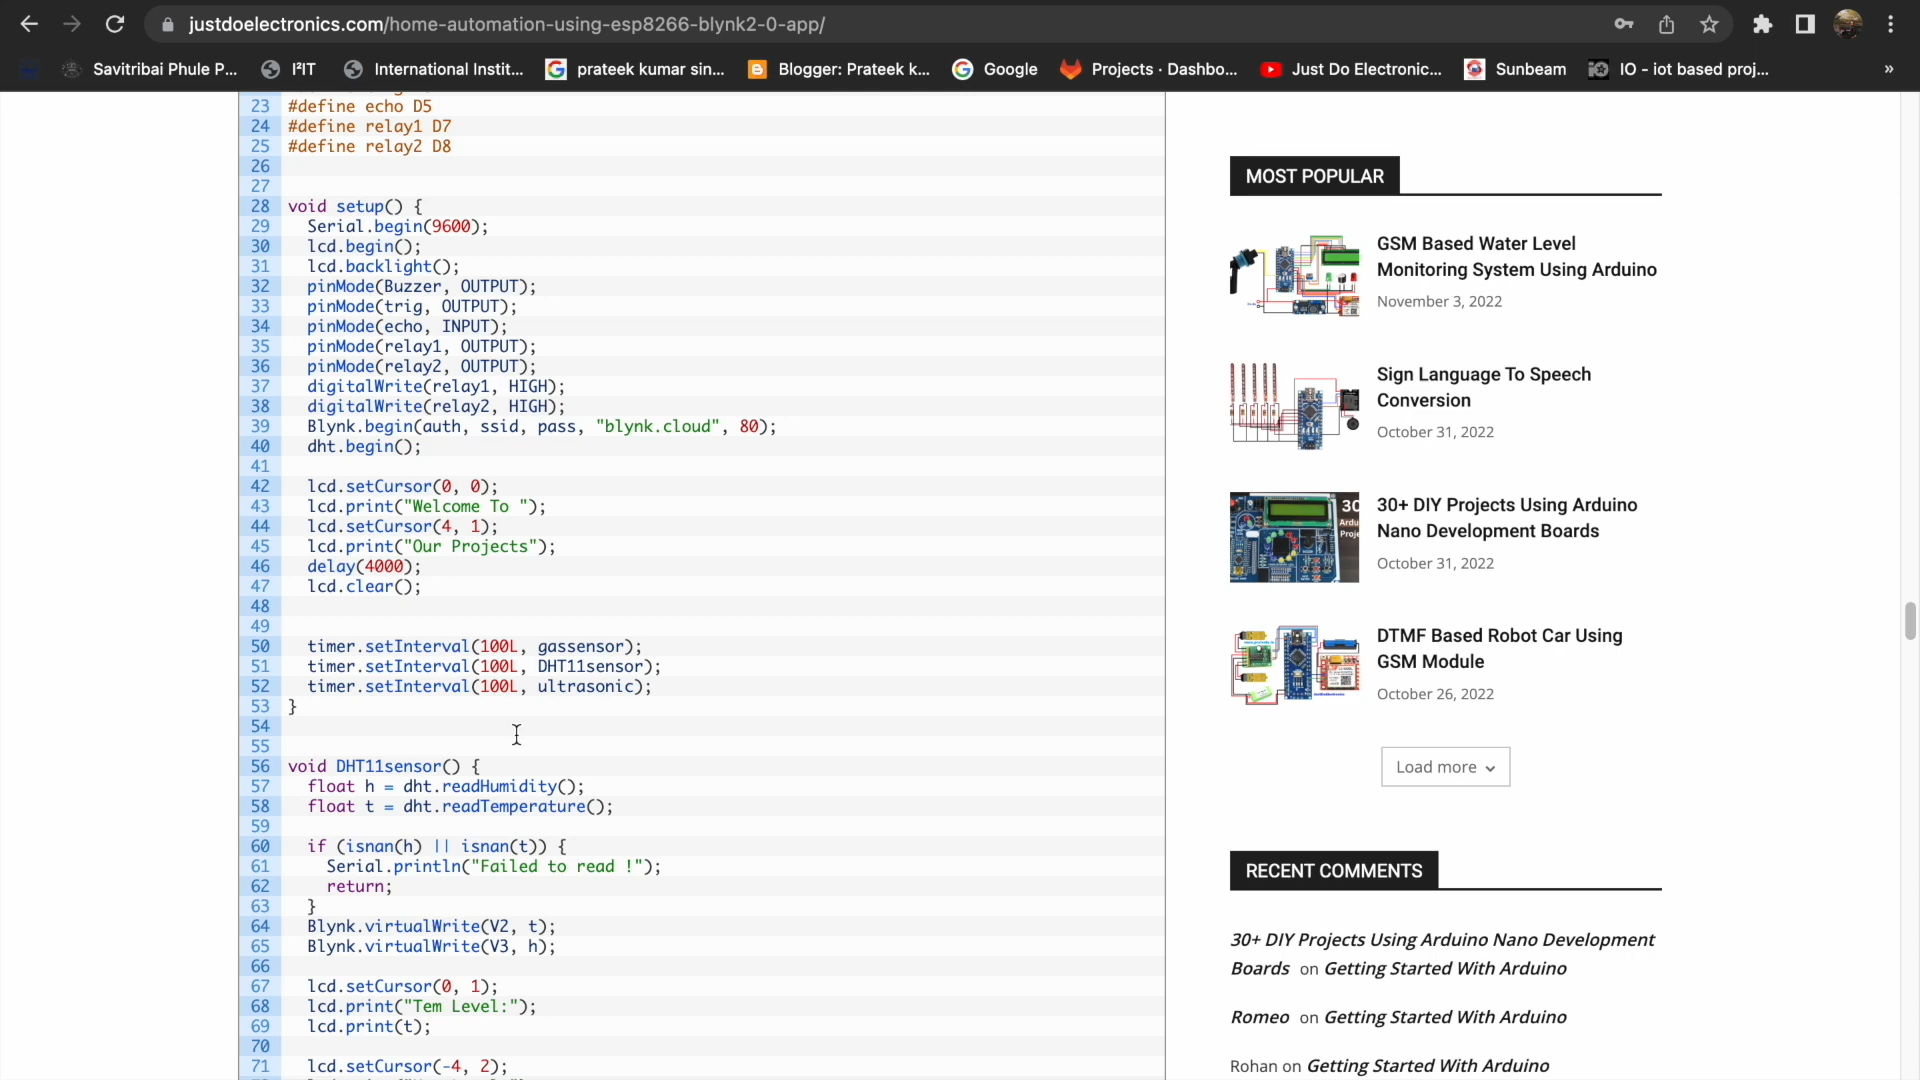 justdoelectronics.com/home-automation-using-esp8266-blynk2-0-app/
Savitribai Phule P...
I²IT
International Instit...
prateek kumar sin...
Blogger: Prateek k...
Google
Projects · Dashbo...
Just Do Electronic...
Sunbeam
IO - iot based proj...
»
23 #define echo D5
24 #define relay1 D7
25 #define relay2 D8
26
27
28 void setup() {
29 Serial.begin(9600);
30 lcd.begin();
31 lcd.backlight();
32 pinMode(Buzzer, OUTPUT);
33 pinMode(trig, OUTPUT);
34 pinMode(echo, INPUT);
35 pinMode(relay1, OUTPUT);
36 pinMode(relay2, OUTPUT);
37 digitalWrite(relay1, HIGH);
38 digitalWrite(relay2, HIGH);
39 Blynk.begin(auth, ssid, pass, "blynk.cloud", 80);
40 dht.begin();
41
42 lcd.setCursor(0, 0);
43 lcd.print("Welcome To ");
44 lcd.setCursor(4, 1);
45 lcd.print("Our Projects");
46 delay(4000);
47 lcd.clear();
48
49
50 timer.setInterval(100L, gassensor);
51 timer.setInterval(100L, DHT11sensor);
52 timer.setInterval(100L, ultrasonic);
53 }
54
55
56 void DHT11sensor() {
57 float h = dht.readHumidity();
58 float t = dht.readTemperature();
59
60 if (isnan(h) || isnan(t)) {
61 Serial.println("Failed to read !");
62 return;
63 }
64 Blynk.virtualWrite(V2, t);
65 Blynk.virtualWrite(V3, h);
66
67 lcd.setCursor(0, 1);
68 lcd.print("Tem Level:");
69 lcd.print(t);
70
71 lcd.setCursor(-4, 2);
MOST POPULAR
GSM Based Water Level
Monitoring System Using Arduino
November 3, 2022
Sign Language To Speech
Conversion
October 31, 2022
30+ DIY Projects Using Arduino
Nano Development Boards
October 31, 2022
DTMF Based Robot Car Using
GSM Module
October 26, 2022
Load more
RECENT COMMENTS
30+ DIY Projects Using Arduino Nano Development
Boards on Getting Started With Arduino
Romeo on Getting Started With Arduino
Rohan on Getting Started With Arduino